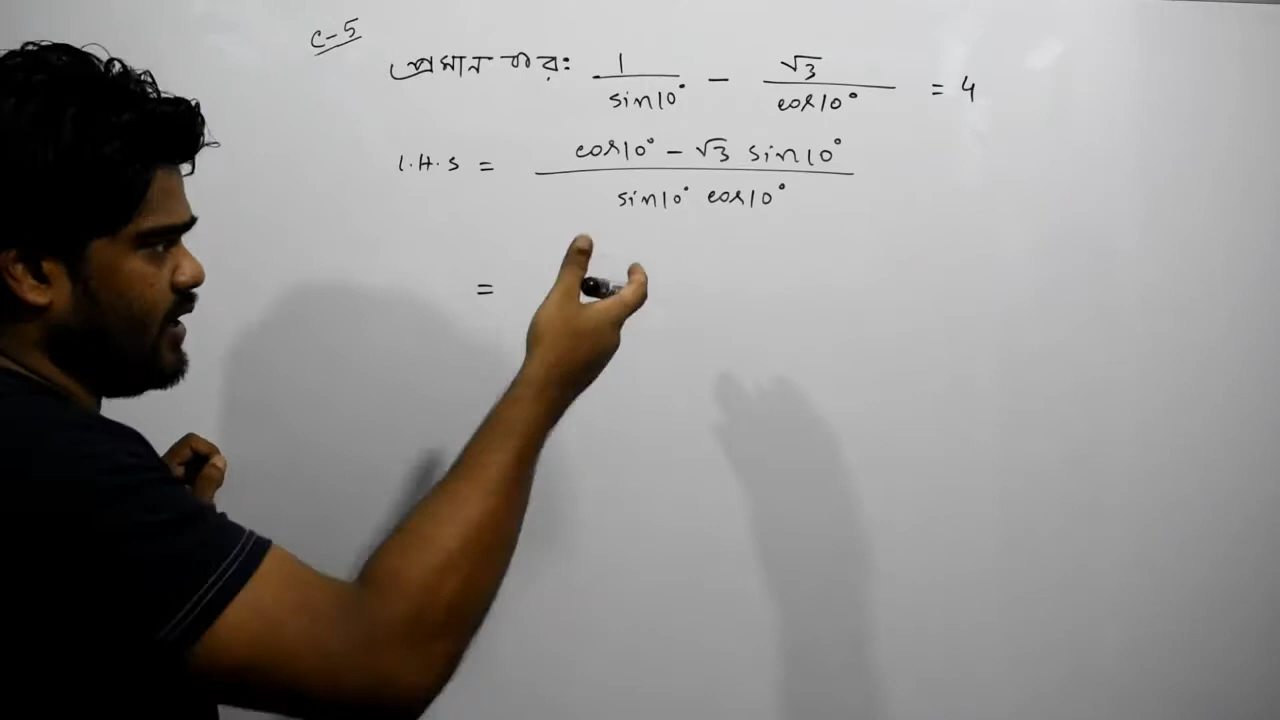 C-5
প্রমান কর: 1/sin10° - √3/cos10° = 4
L.H.S = (cos10° - √3 sin10°)/(sin10° cos10°)
=